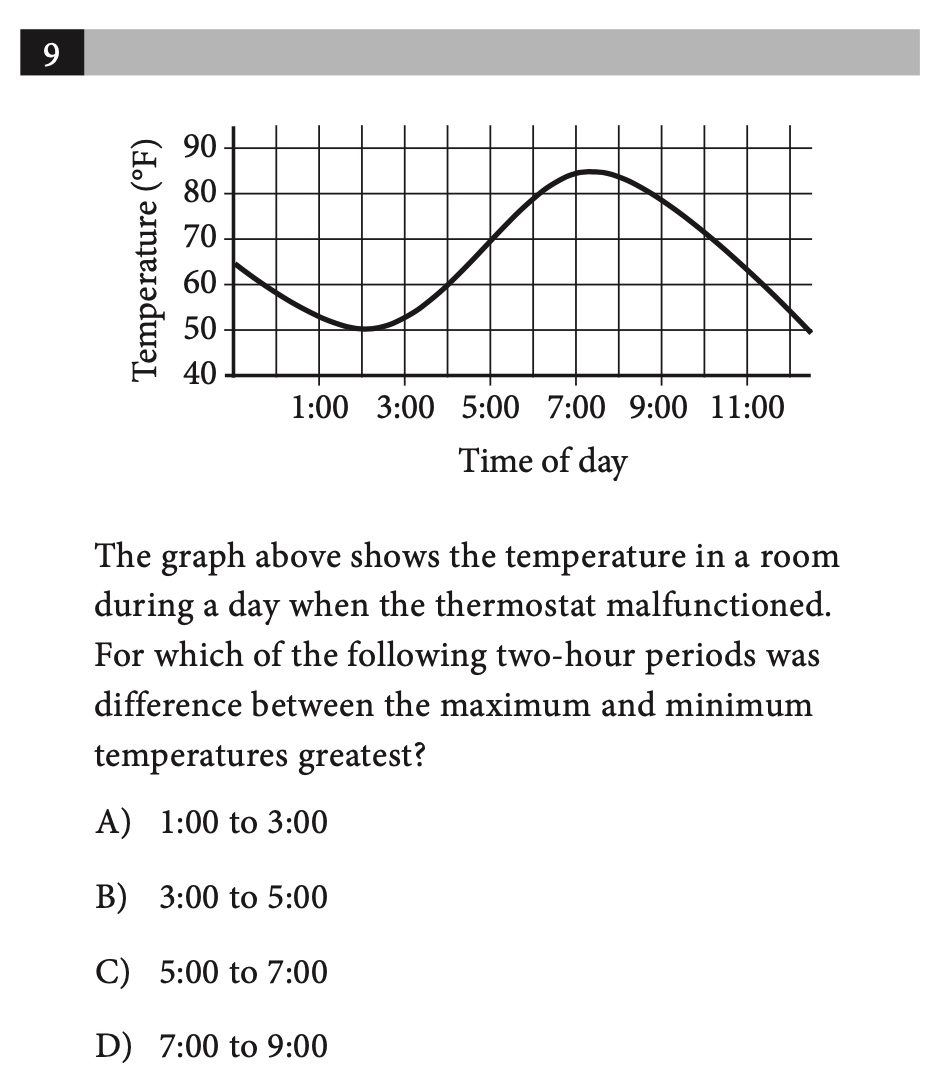 9
Temperature (°F)
90
80
70
60
50
40
1:00 3:00 5:00 7:00 9:00 11:00
Time of day
The graph above shows the temperature in a room
during a day when the thermostat malfunctioned.
For which of the following two-hour periods was
difference between the maximum and minimum
temperatures greatest?
A) 1:00 to 3:00
B) 3:00 to 5:00
C) 5:00 to 7:00
D) 7:00 to 9:00